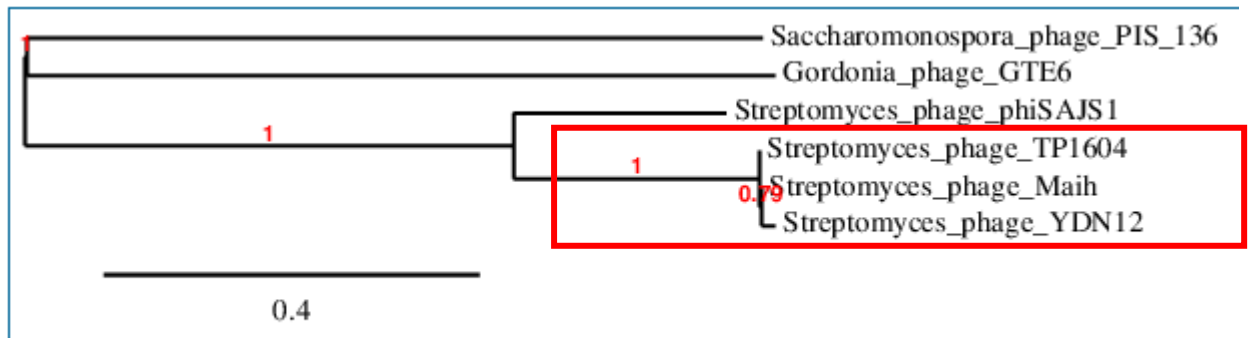 1
Saccharomonospora_phage_PIS_136
Gordonia_phage_GTE6
Streptomyces_phage_phiSAJS1
1
Streptomyces_phage_TP1604
1
Streptomyces_phage_Maih
0.79
Streptomyces_phage_YDN12
0.4